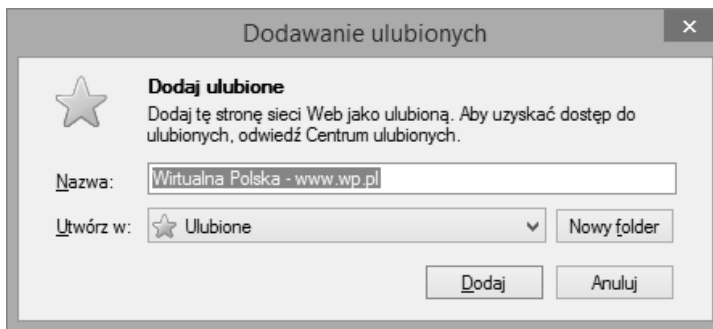 Dodawanie ulubionych
Dodaj ulubione
Dodaj tę stronę sieci Web jako ulubioną. Aby uzyskać dostęp do
ulubionych, odwiedź Centrum ulubionych.
Nazwa: Wirtualna Polska - www.wp.pl
Utwórz w: Ulubione Nowy folder
Dodaj Anuluj